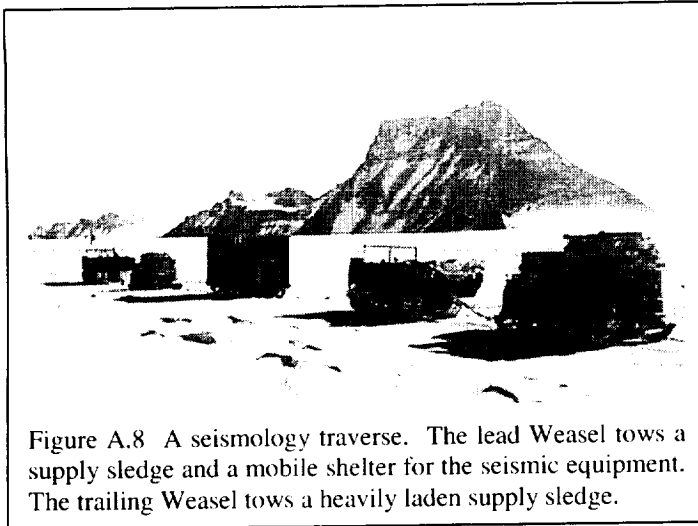 Figure A.8 A seismology traverse. The lead Weasel tows a
supply sledge and a mobile shelter for the seismic equipment.
The trailing Weasel tows a heavily laden supply sledge.